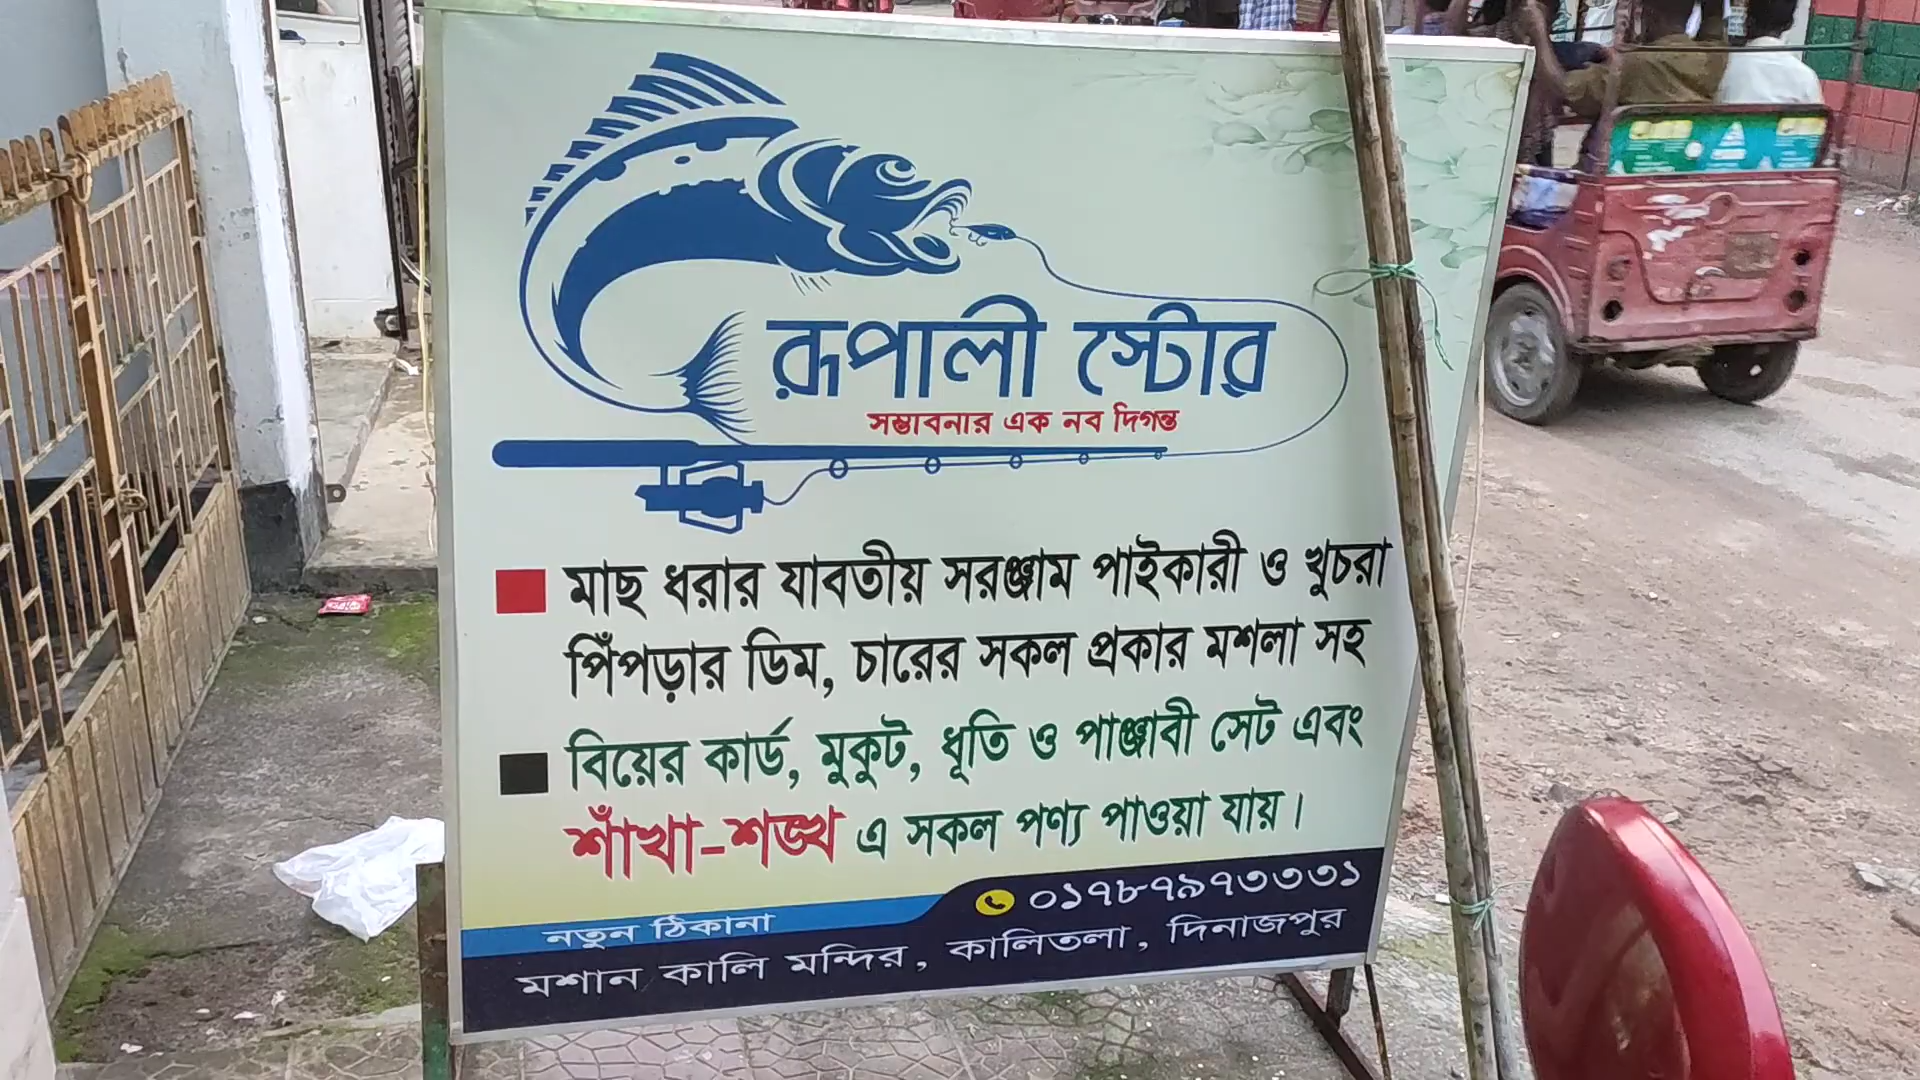 রূপালী স্টোর
সম্ভাবনার এক নব দিগন্ত
মাছ ধরার যাবতীয় সরঞ্জাম পাইকারী ও খুচরা
পিঁপড়ার ডিম, চারের সকল প্রকার মশলা সহ
বিয়ের কার্ড, মুকুট, ধূতি ও পাঞ্জাবী সেট এবং
শাঁখা-শঙ্খ এ সকল পণ্য পাওয়া যায়।
০১৭৮৭৯৭৩৩৩১
নতুন ঠিকানা
মশান কালি মন্দির, কালিতলা, দিনাজপুর